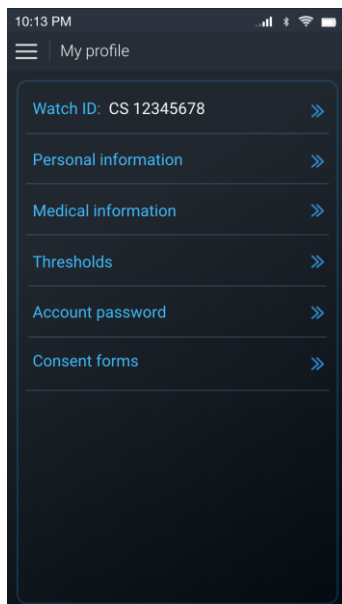 10:13 PM
My profile
Watch ID: CS 12345678
Personal information
Medical information
Thresholds
Account password
Consent forms